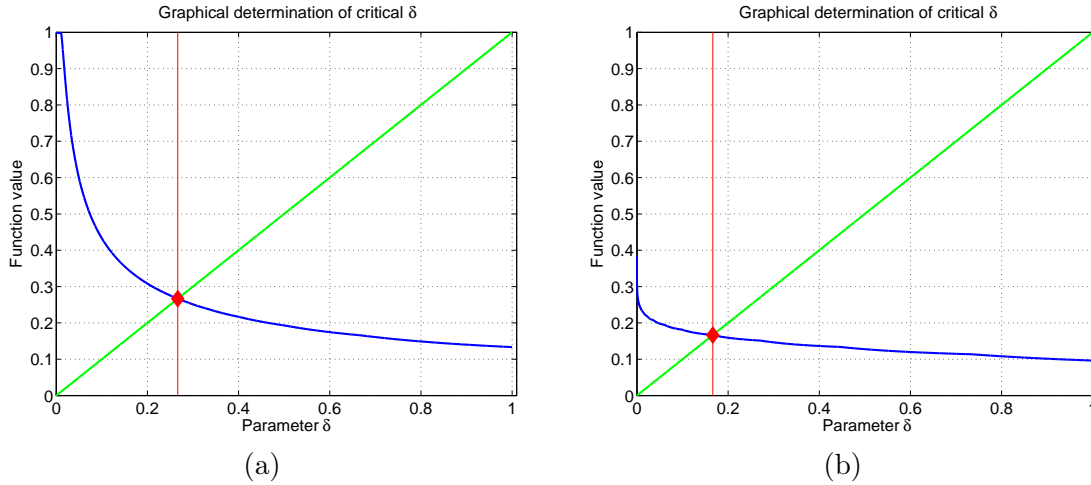 Graphical determination of critical δ
1
0.9
0.8
0.7
0.6
0.5
0.4
0.3
0.2
0.1
0
Function value
0 0.2 0.4 0.6 0.8 1
Parameter δ
(a)
Graphical determination of critical δ
1
0.9
0.8
0.7
0.6
0.5
0.4
0.3
0.2
0.1
0
Function value
0 0.2 0.4 0.6 0.8 1
Parameter δ
(b)